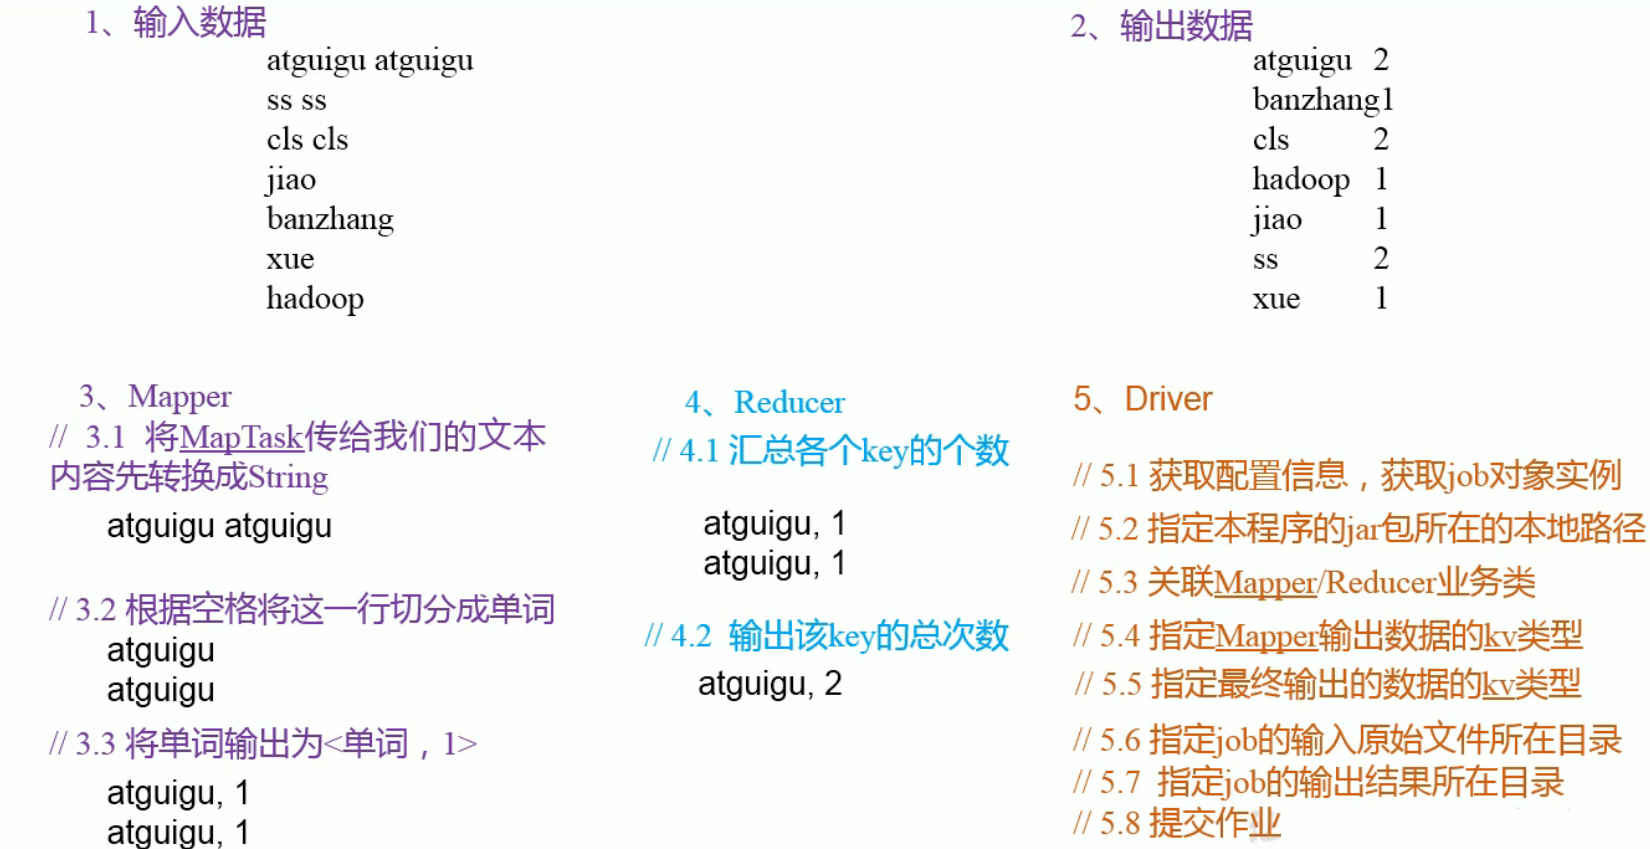 1、输入数据
atguigu atguigu
ss ss
cls cls
jiao
banzhang
xue
hadoop
2、输出数据
atguigu 2
banzhang1
cls 2
hadoop 1
jiao 1
ss 2
xue 1
3、Mapper
// 3.1 将MapTask传给我们的文本
内容先转换成String
atguigu atguigu
// 3.2 根据空格将这一行切分成单词
atguigu
atguigu
// 3.3 将单词输出为<单词，1>
atguigu, 1
atguigu, 1
4、Reducer
// 4.1 汇总各个key的个数
atguigu, 1
atguigu, 1
// 4.2 输出该key的总次数
atguigu, 2
5、Driver
// 5.1 获取配置信息，获取job对象实例
// 5.2 指定本程序的jar包所在的本地路径
// 5.3 关联Mapper/Reducer业务类
// 5.4 指定Mapper输出数据的kv类型
// 5.5 指定最终输出的数据的kv类型
// 5.6 指定job的输入原始文件所在目录
// 5.7 指定job的输出结果所在目录
// 5.8 提交作业